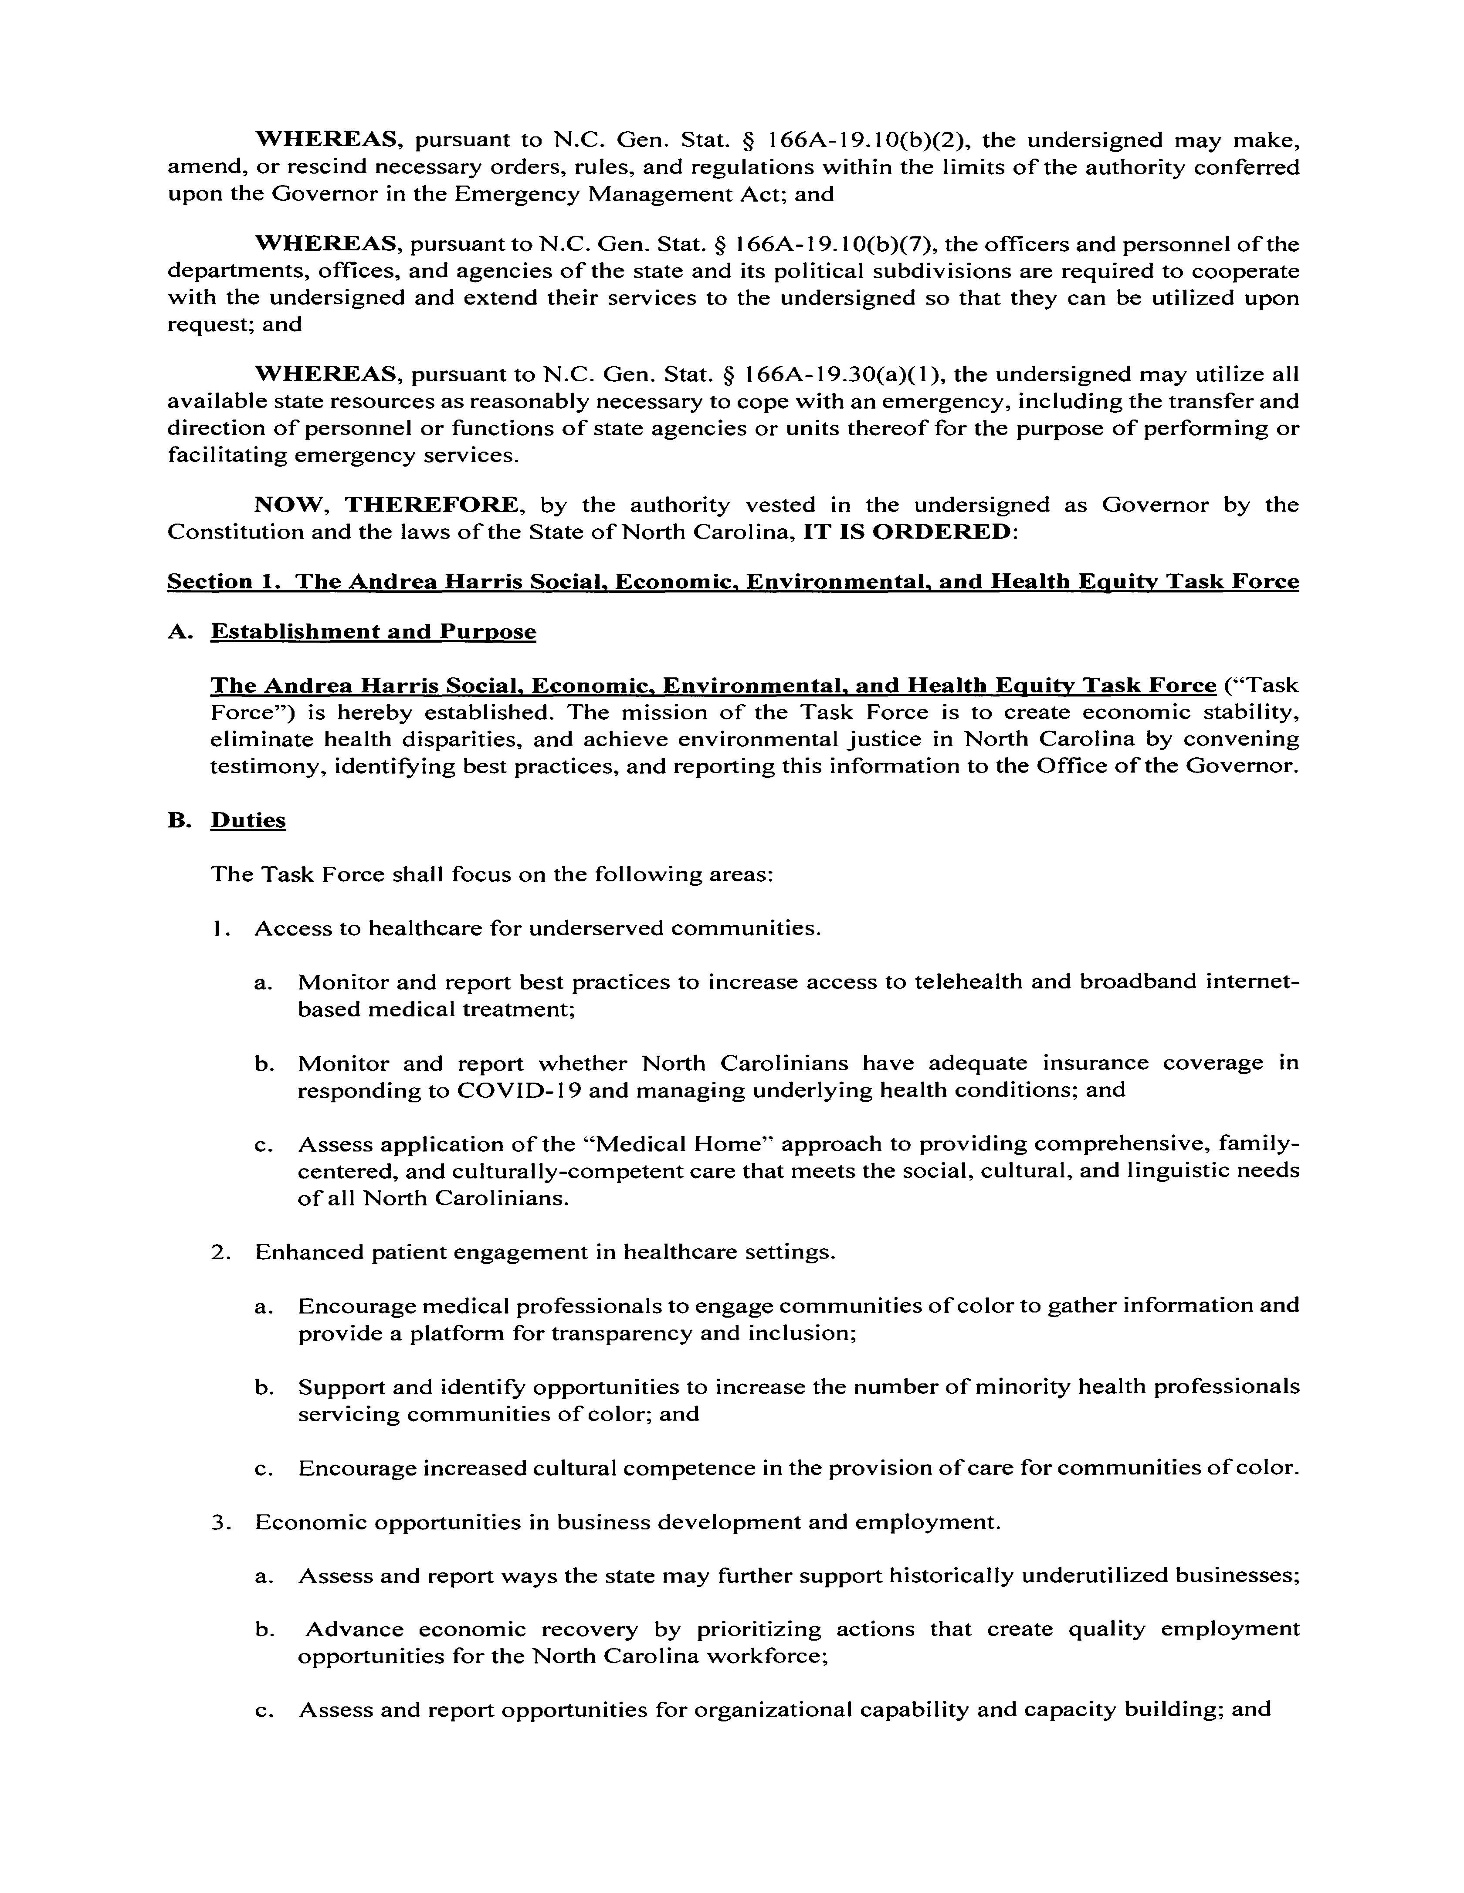 WHEREAS, pursuant to N.C. Gen. Stat. § 166A-19.10(b)(2), the undersigned may make,
amend, or rescind necessary orders, rules, and regulations within the limits of the authority conferred
upon the Governor in the Emergency Management Act; and
WHEREAS, pursuant to N.C. Gen. Stat. § 166A-19.10(b)(7), the officers and personnel of the
departments, offices, and agencies of the state and its political subdivisions are required to cooperate
with the undersigned and extend their services to the undersigned so that they can be utilized upon
request; and
WHEREAS, pursuant to N.C. Gen. Stat. § 166A-19.30(a)(1), the undersigned may utilize all
available state resources as reasonably necessary to cope with an emergency, including the transfer and
direction of personnel or functions of state agencies or units thereof for the purpose of performing or
facilitating emergency services.
NOW, THEREFORE, by the authority vested in the undersigned as Governor by the
Constitution and the laws of the State of North Carolina, IT IS ORDERED:
Section 1. The Andrea Harris Social, Economic, Environmental, and Health Equity Task Force
A. Establishment and Purpose
The Andrea Harris Social, Economic, Environmental, and Health Equity Task Force (“Task
Force”) is hereby established. The mission of the Task Force is to create economic stability,
eliminate health disparities, and achieve environmental justice in North Carolina by convening
testimony, identifying best practices, and reporting this information to the Office of the Governor.
B. Duties
The Task Force shall focus on the following areas:
1. Access to healthcare for underserved communities.
a. Monitor and report best practices to increase access to telehealth and broadband internet-
based medical treatment;
b. Monitor and report whether North Carolinians have adequate insurance coverage in
responding to COVID-19 and managing underlying health conditions; and
c. Assess application of the “Medical Home” approach to providing comprehensive, family-
centered, and culturally-competent care that meets the social, cultural, and linguistic needs
of all North Carolinians.
2. Enhanced patient engagement in healthcare settings.
a. Encourage medical professionals to engage communities of color to gather information and
provide a platform for transparency and inclusion;
b. Support and identify opportunities to increase the number of minority health professionals
servicing communities of color; and
c. Encourage increased cultural competence in the provision of care for communities of color.
3. Economic opportunities in business development and employment.
a. Assess and report ways the state may further support historically underutilized businesses;
b. Advance economic recovery by prioritizing actions that create quality employment
opportunities for the North Carolina workforce;
c. Assess and report opportunities for organizational capability and capacity building; and